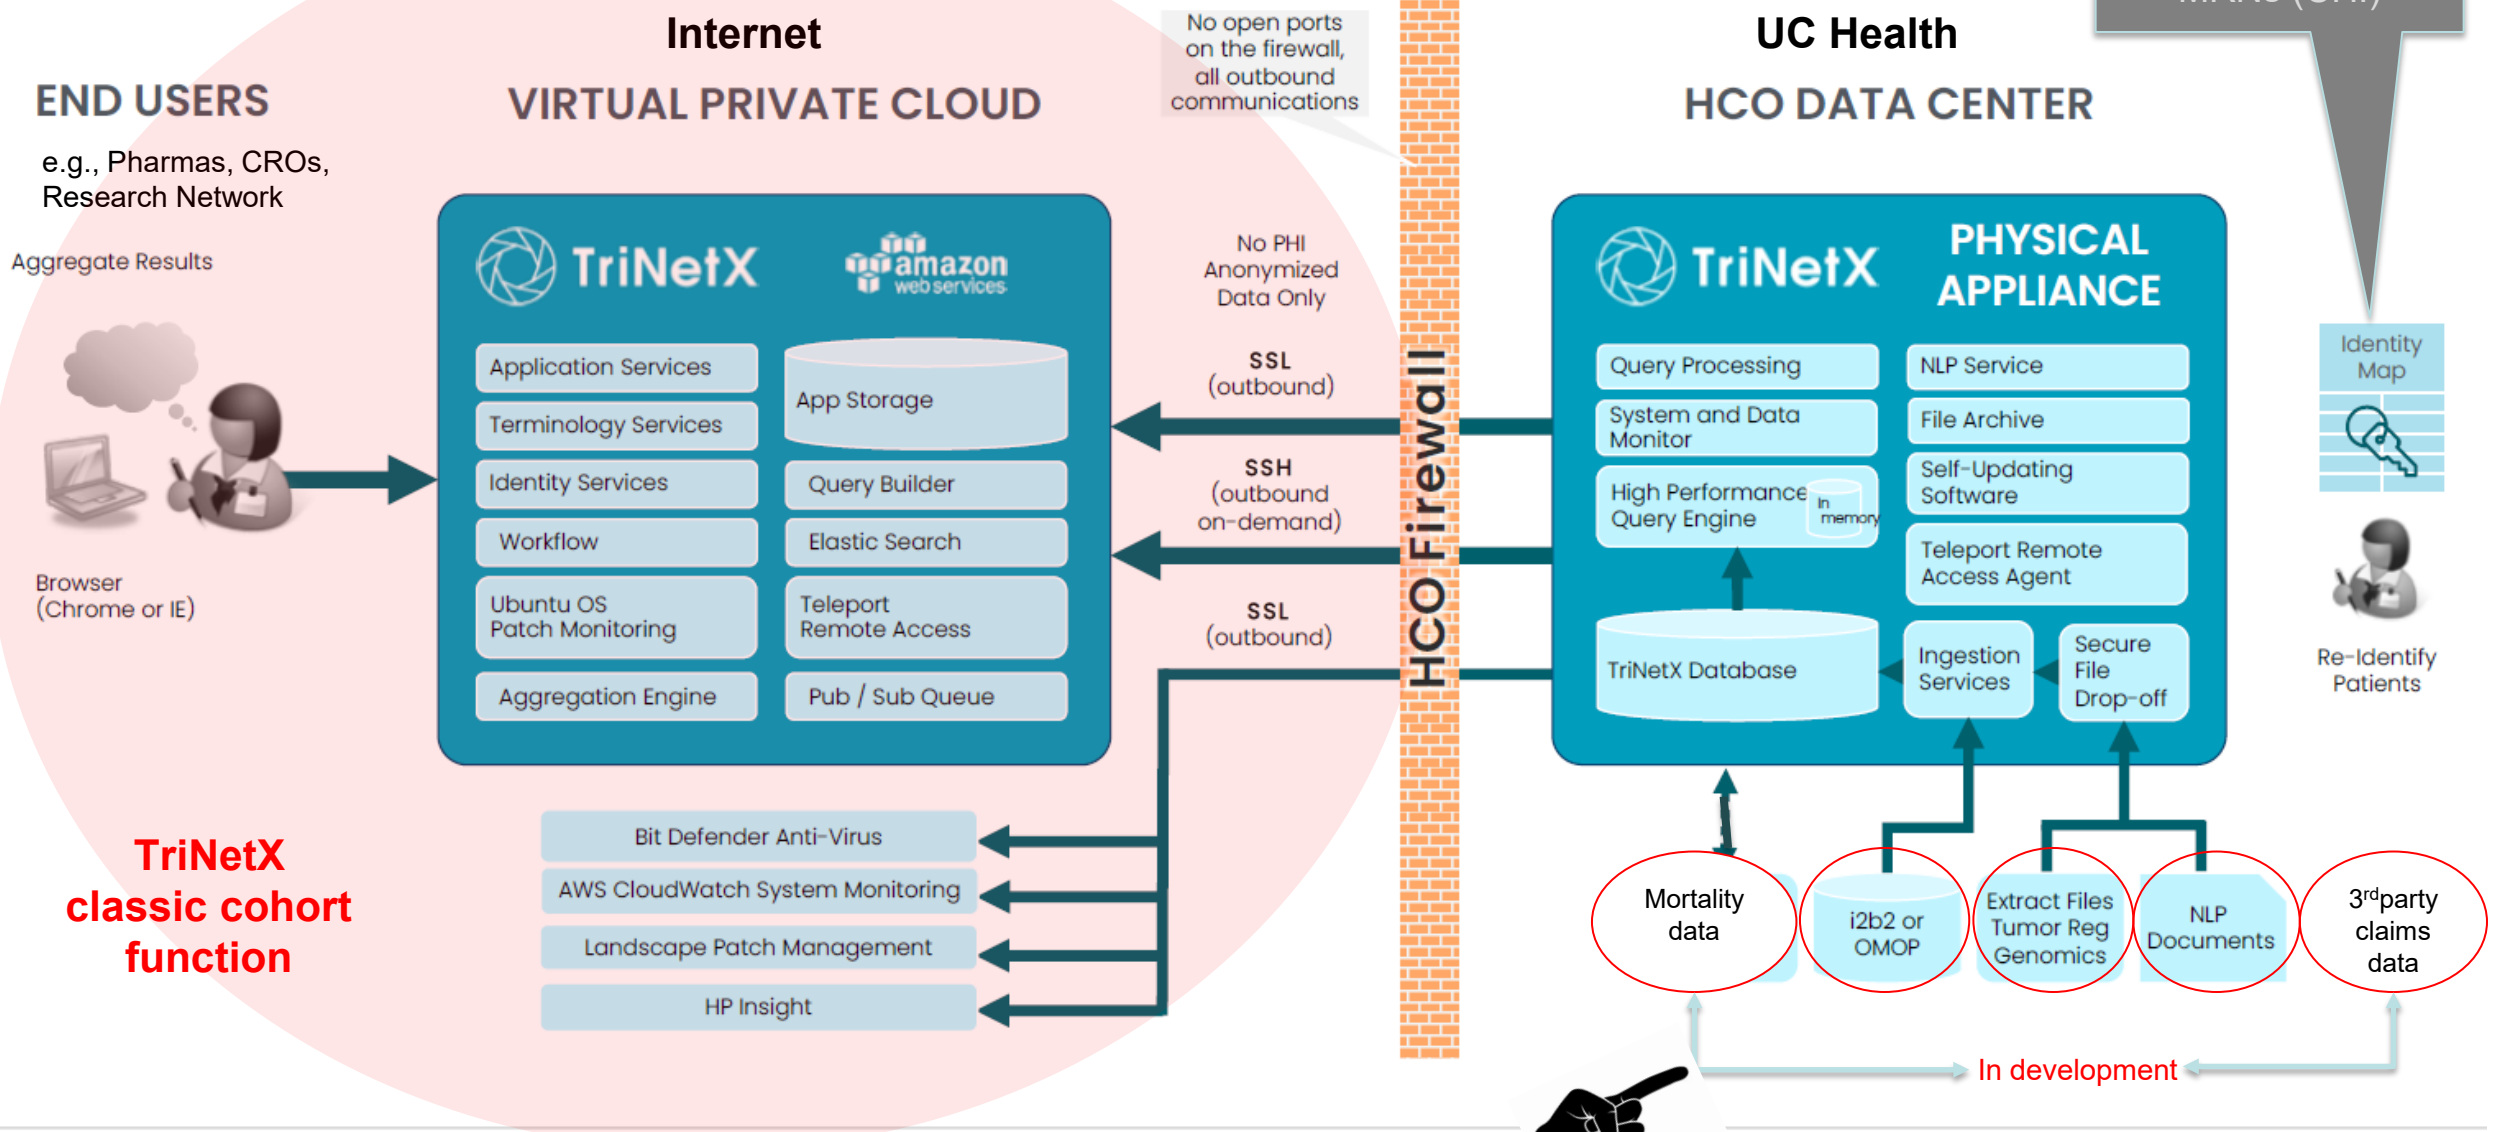 Internet
No open ports
on the firewall,
all outbound
communications
UC Health
END USERS
VIRTUAL PRIVATE CLOUD
HCO DATA CENTER
e.g., Pharmas, CROs,
Research Network
Aggregate Results
Browser
(Chrome or IE)
TriNetX
amazon
web services
Application Services
Terminology Services
Identity Services
Workflow
Ubuntu OS
Patch Monitoring
Aggregation Engine
App Storage
Query Builder
Elastic Search
Teleport
Remote Access
Pub / Sub Queue
No PHI
Anonymized
Data Only
SSL
(outbound)
SSH
(outbound
on-demand)
SSL
(outbound)
HCO Firewall
TriNetX
PHYSICAL
APPLIANCE
Query Processing
System and Data
Monitor
High Performance
Query Engine
In
memory
TriNetX Database
NLP Service
File Archive
Self-Updating
Software
Teleport Remote
Access Agent
Ingestion
Services
Secure
File
Drop-off
Identity
Map
Re-Identify
Patients
TriNetX
classic cohort
function
Bit Defender Anti-Virus
AWS CloudWatch System Monitoring
Landscape Patch Management
HP Insight
Mortality
data
i2b2 or
OMOP
Extract Files
Tumor Reg
Genomics
NLP
Documents
3rdparty
claims
data
In development